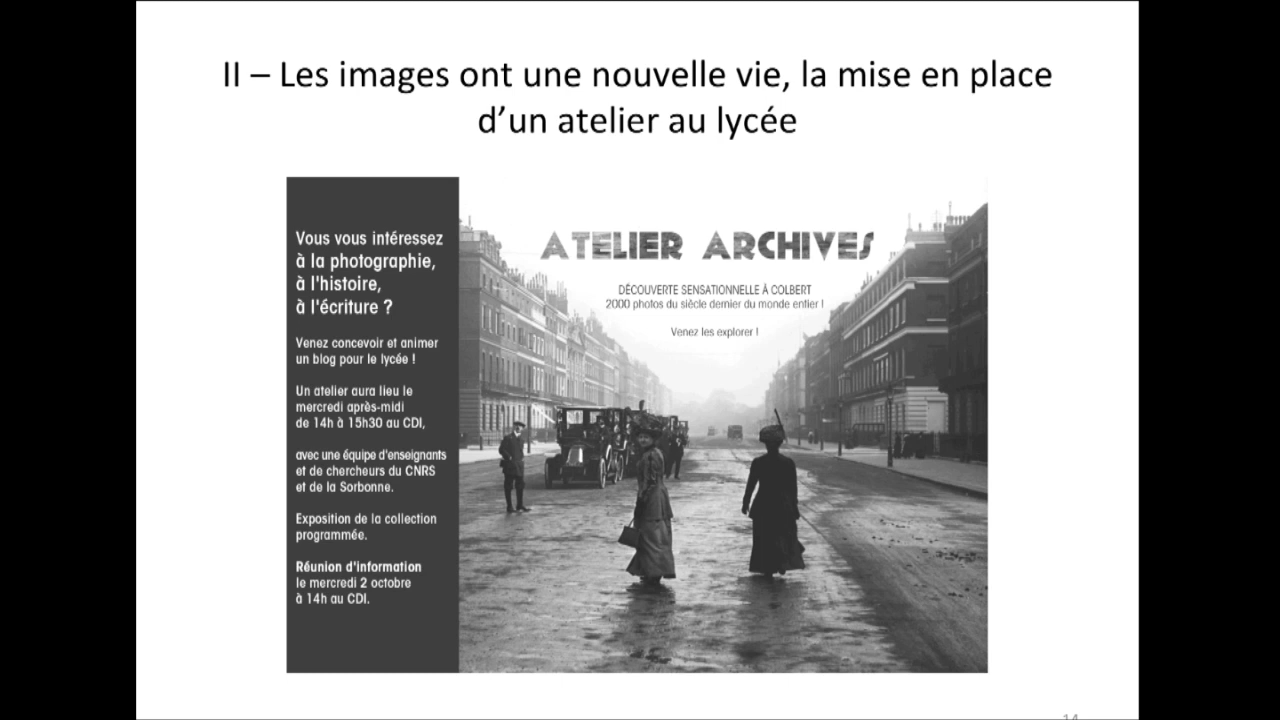 II – Les images ont une nouvelle vie, la mise en place
d’un atelier au lycée
Vous vous intéressez
à la photographie,
à l'histoire,
à l'écriture ?
Venez concevoir et animer
un blog pour le lycée !
Un atelier aura lieu le
mercredi après-midi
de 14h à 15h30 au CDI,
avec une équipe d'enseignants
et de chercheurs du CNRS
et de la Sorbonne.
Exposition de la collection
programmée.
Réunion d'information
le mercredi 2 octobre
à 14h au CDI.
ATELIER ARCHIVES
DÉCOUVERTE SENSATIONNELLE À COLBERT
2000 photos du siècle dernier du monde entier !
Venez les explorer !
14